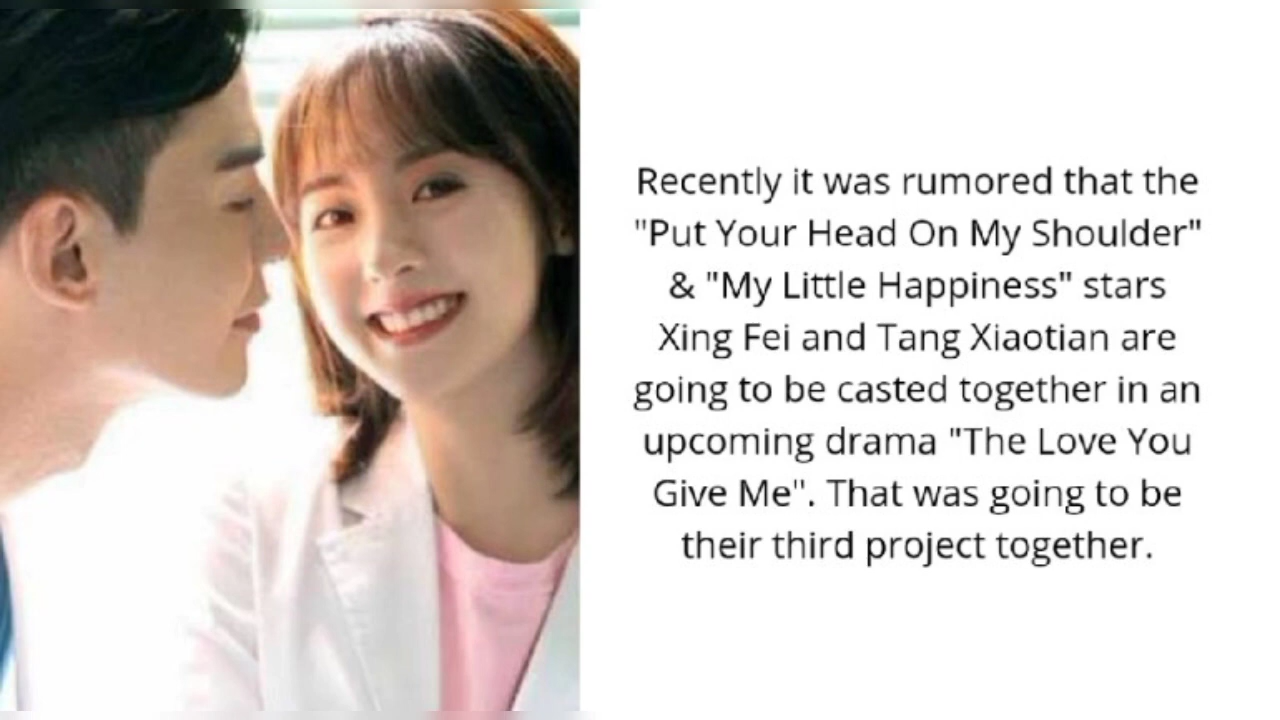 Recently it was rumored that the
"Put Your Head On My Shoulder"
& "My Little Happiness" stars
Xing Fei and Tang Xiaotian are
going to be casted together in an
upcoming drama "The Love You
Give Me". That was going to be
their third project together.